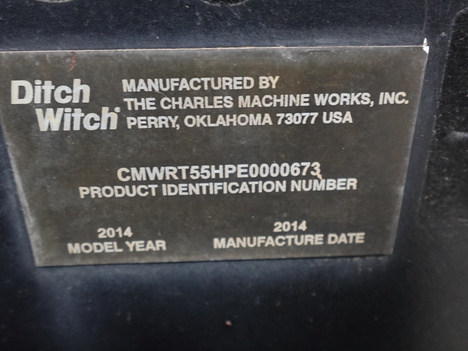 Ditch Witch
MANUFACTURED BY
THE CHARLES MACHINE WORKS, INC.
PERRY, OKLAHOMA 73077 USA
CMWRT55HPE0000673
PRODUCT IDENTIFICATION NUMBER
2014
MODEL YEAR
2014
MANUFACTURE DATE